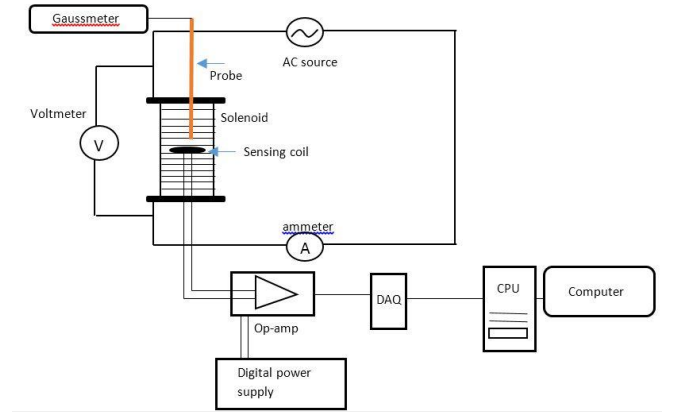 Gaussmeter
AC source
Probe
Voltmeter
Solenoid
V
Sensing coil
ammeter
A
CPU
Computer
DAQ
Op-amp
Digital power
supply